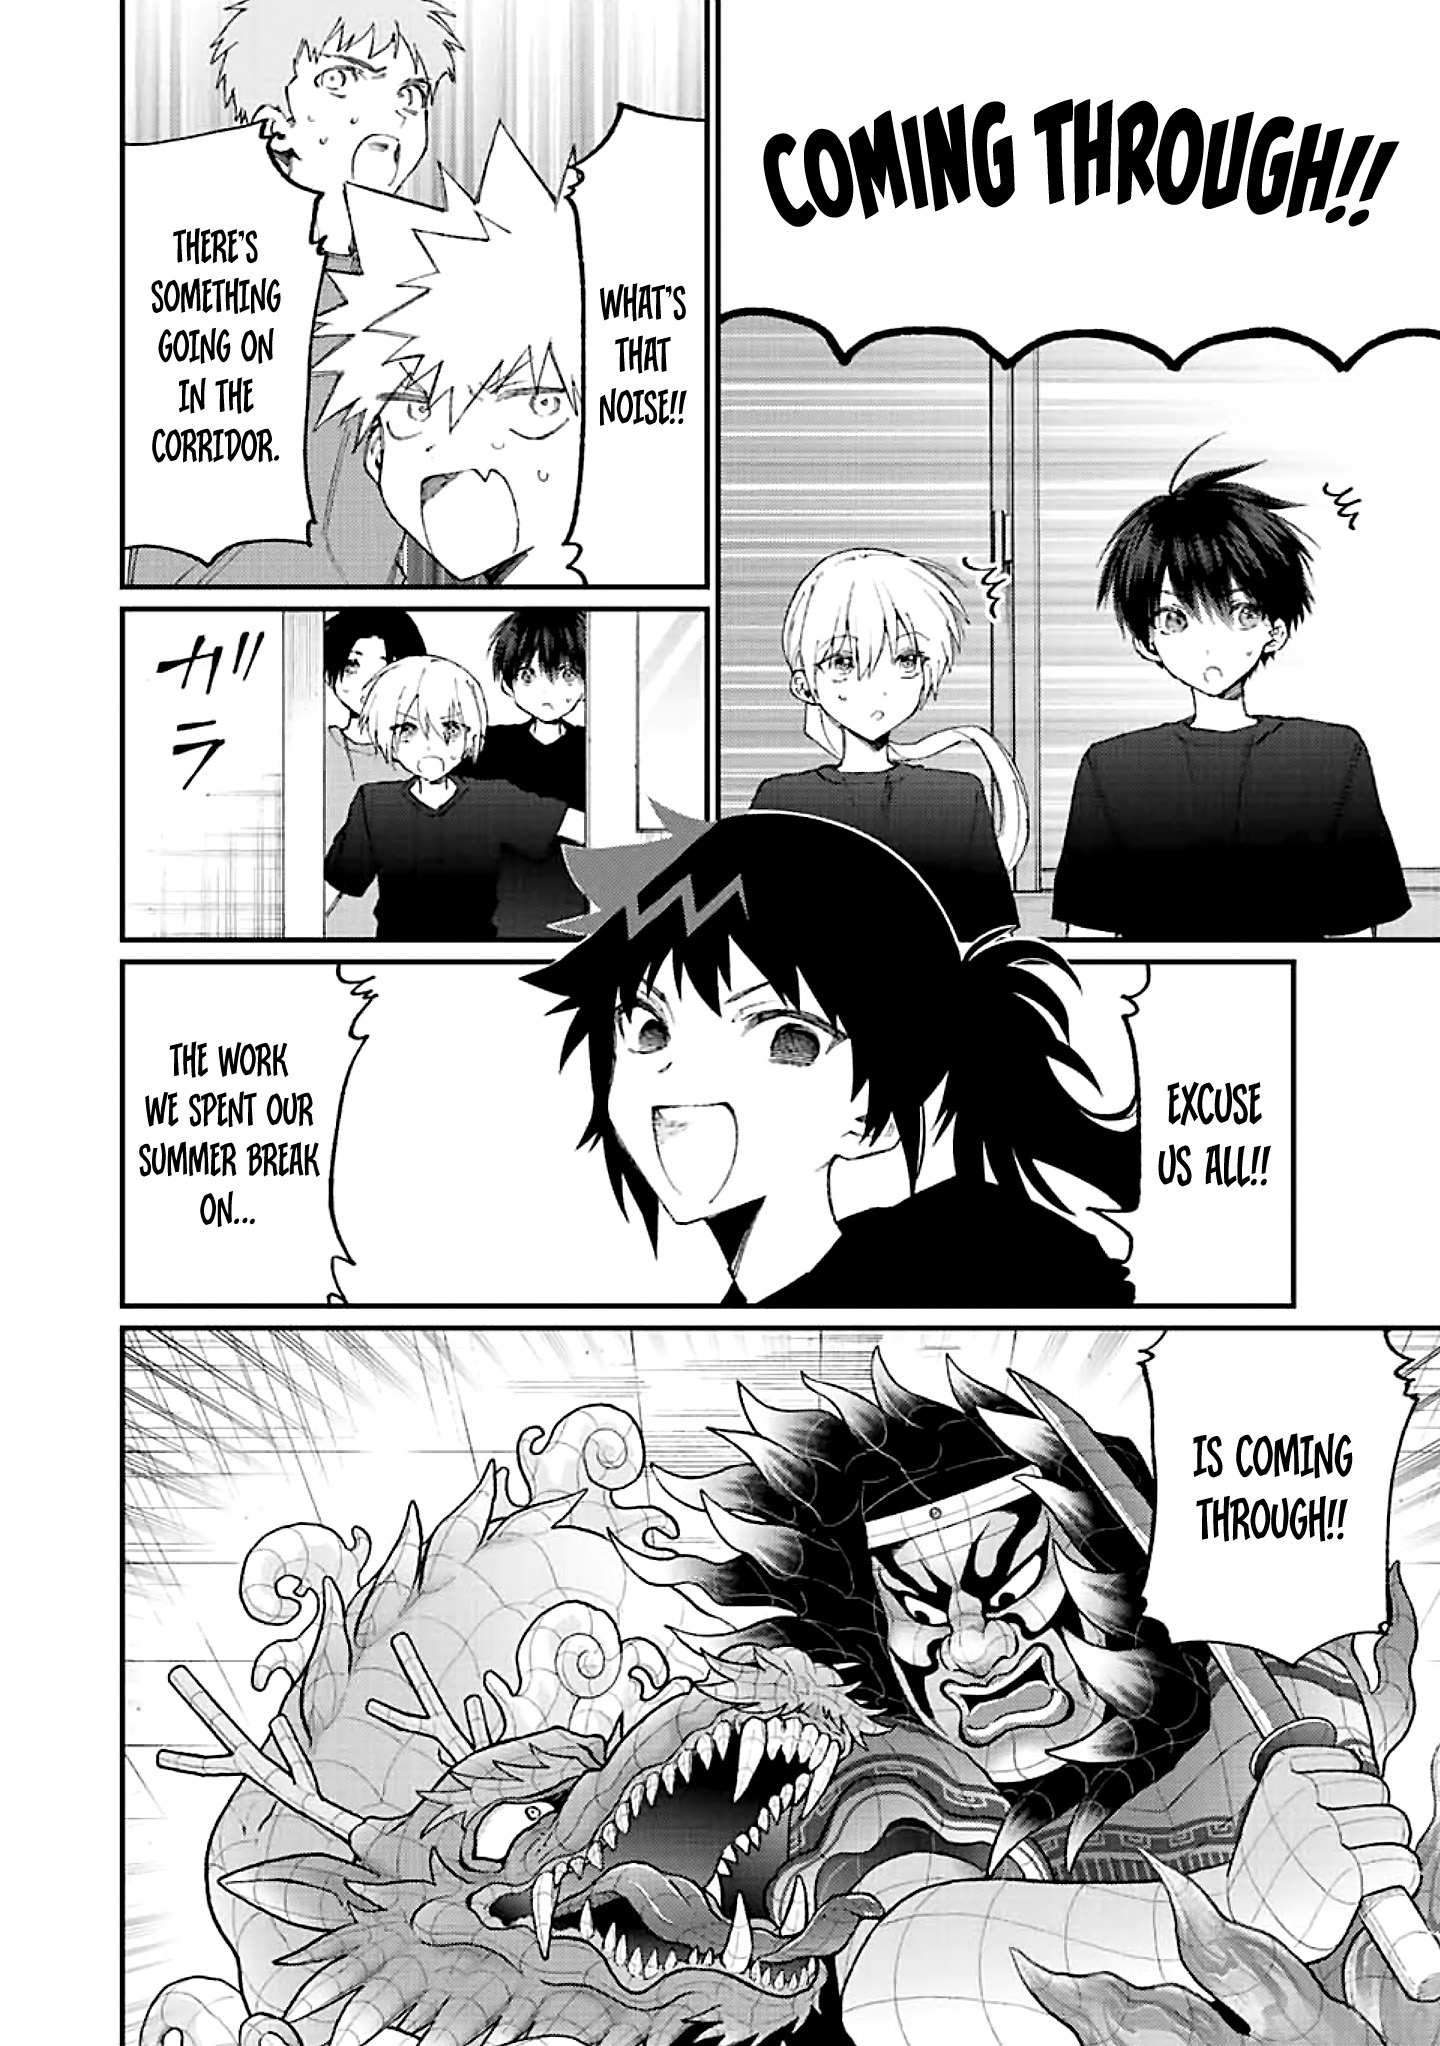 COMING THROUGH!!
WHAT'S
THAT
NOISE!!
THERE'S
SOMETHING
GOING ON
IN THE
CORRIDOR.
ガラッ
EXCUSE
US ALL!!
THE WORK
WE SPENT OUR
SUMMER BREAK
ON...
IS COMING
THROUGH!!